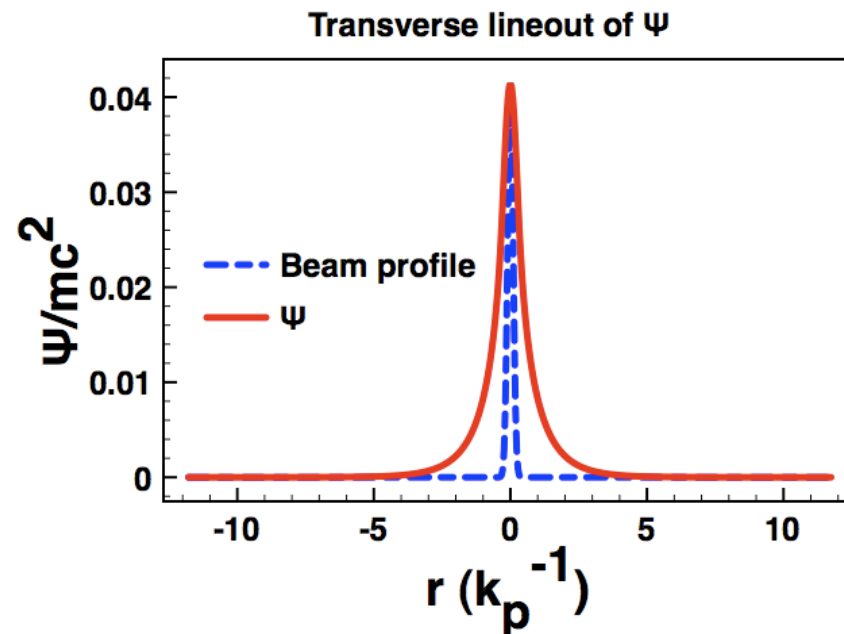 Transverse lineout of Ψ
Ψ/mc²
0.04
0.03
0.02
0.01
0
Beam profile
Ψ
-10
-5
0
5
10
r (kₚ⁻¹)